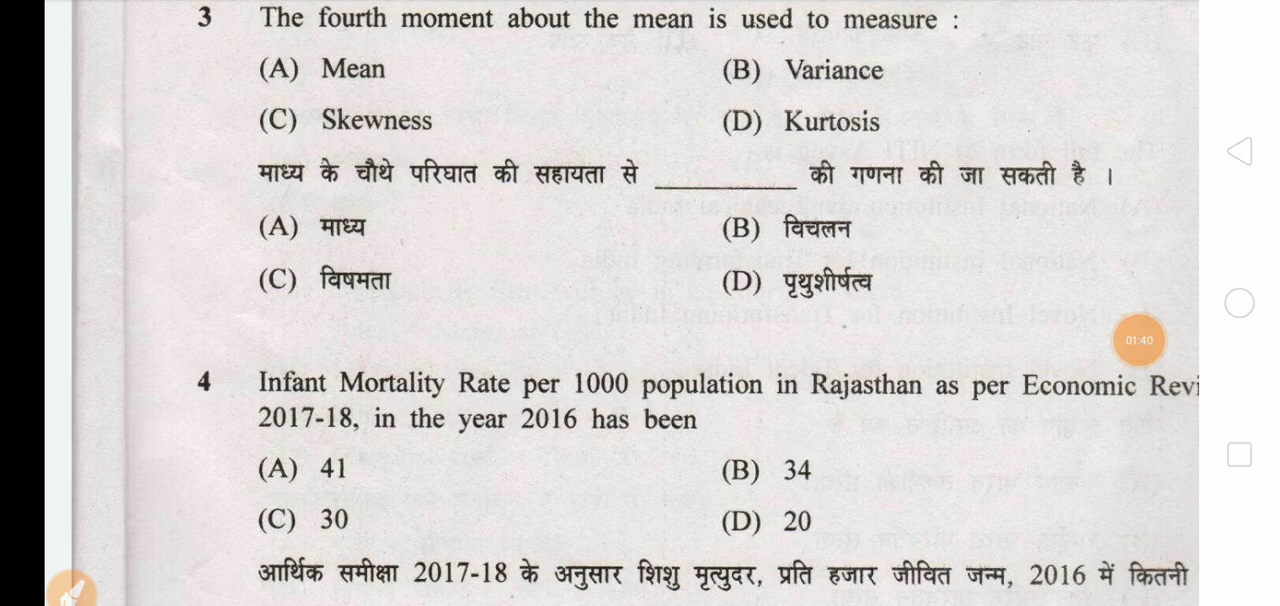 3 The fourth moment about the mean is used to measure :
(A) Mean (B) Variance
(C) Skewness (D) Kurtosis
माध्य के चौथे परिघात की सहायता से ____________ की गणना की जा सकती है ।
(A) माध्य (B) विचलन
(C) विषमता (D) पृथुशीर्षत्व
01:40
4 Infant Mortality Rate per 1000 population in Rajasthan as per Economic Revi
2017-18, in the year 2016 has been
(A) 41 (B) 34
(C) 30 (D) 20
आर्थिक समीक्षा 2017-18 के अनुसार शिशु मृत्युदर, प्रति हजार जीवित जन्म, 2016 में कितनी